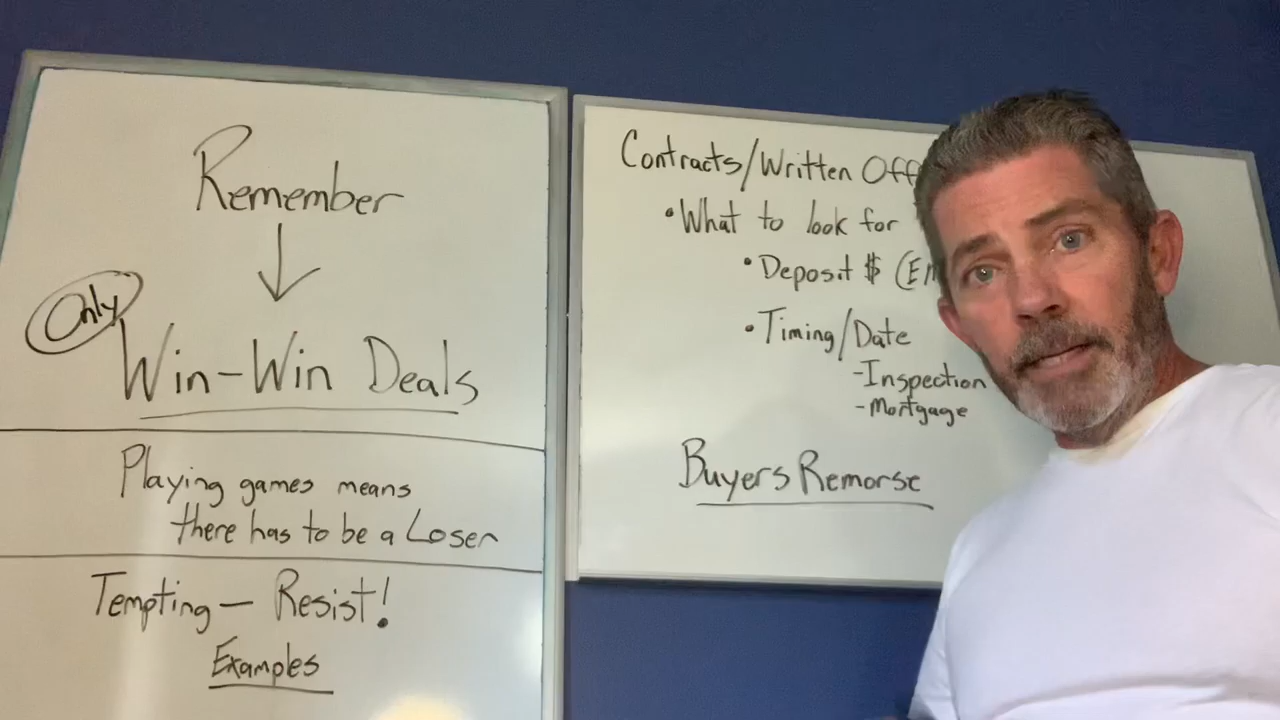 Remember
Only
Win-Win Deals
Playing games means
there has to be a Loser
Tempting - Resist!
Examples
Contracts/Written
• What to look for
• Deposit $
• Timing/Date
- Inspection
- Mortgage
Buyers Remorse